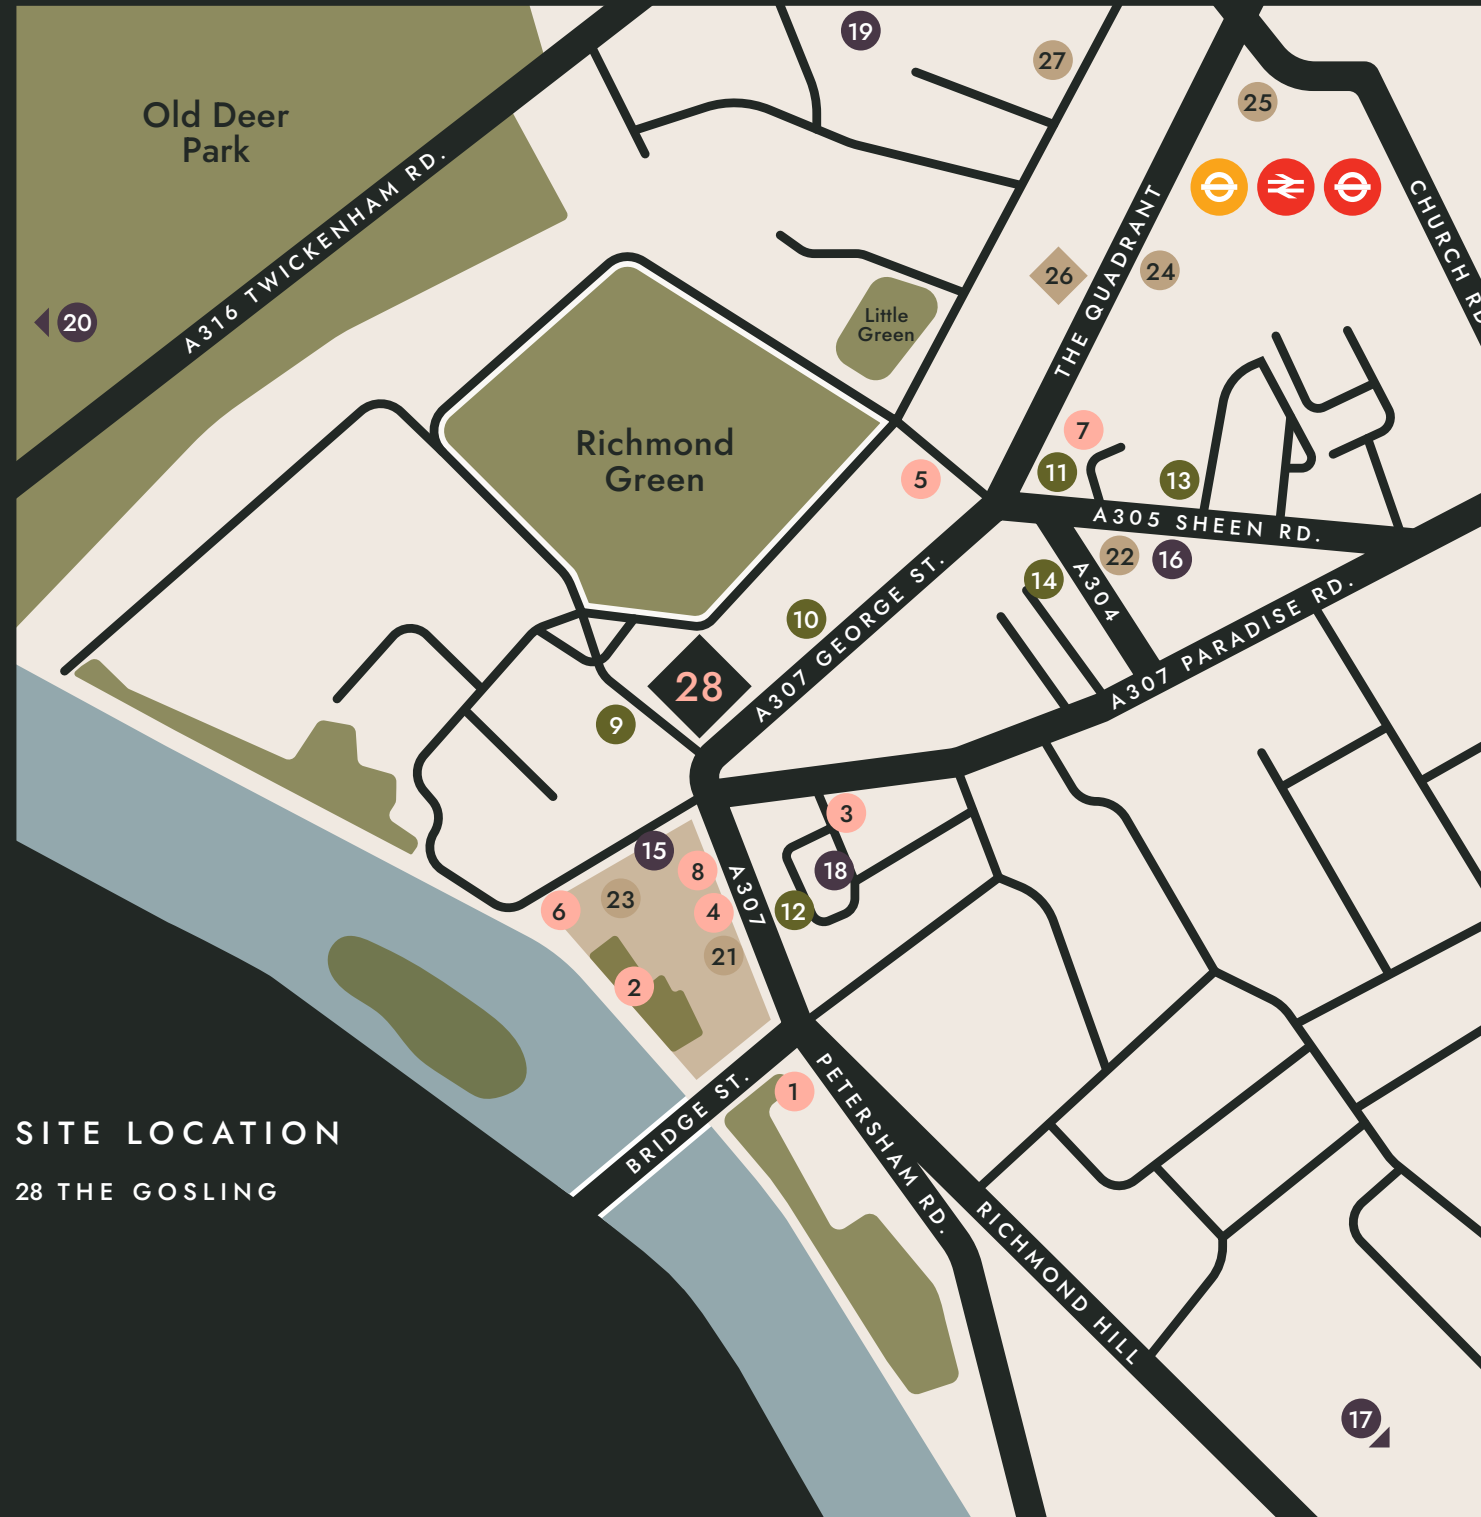 19
27
25
Old Deer
Park
A316 TWICKENHAM RD.
CHURCH RD
THE QUADRANT
26
24
20
Little
Green
7
Richmond
Green
11
5
13
A305 SHEEN RD.
22
16
14
A304
10
A307 GEORGE ST.
A307 PARADISE RD.
28
9
3
15
8
18
A307
23
6
4
12
21
2
1
BRIDGE ST.
PETERSHAM RD.
SITE LOCATION
28 THE GOSLING
RICHMOND HILL
17